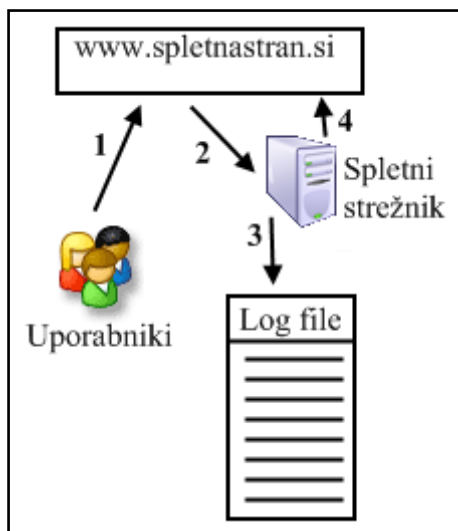 www.spletnastran.si
1
2
4
Spletni
strežnik
3
Uporabniki
Log file